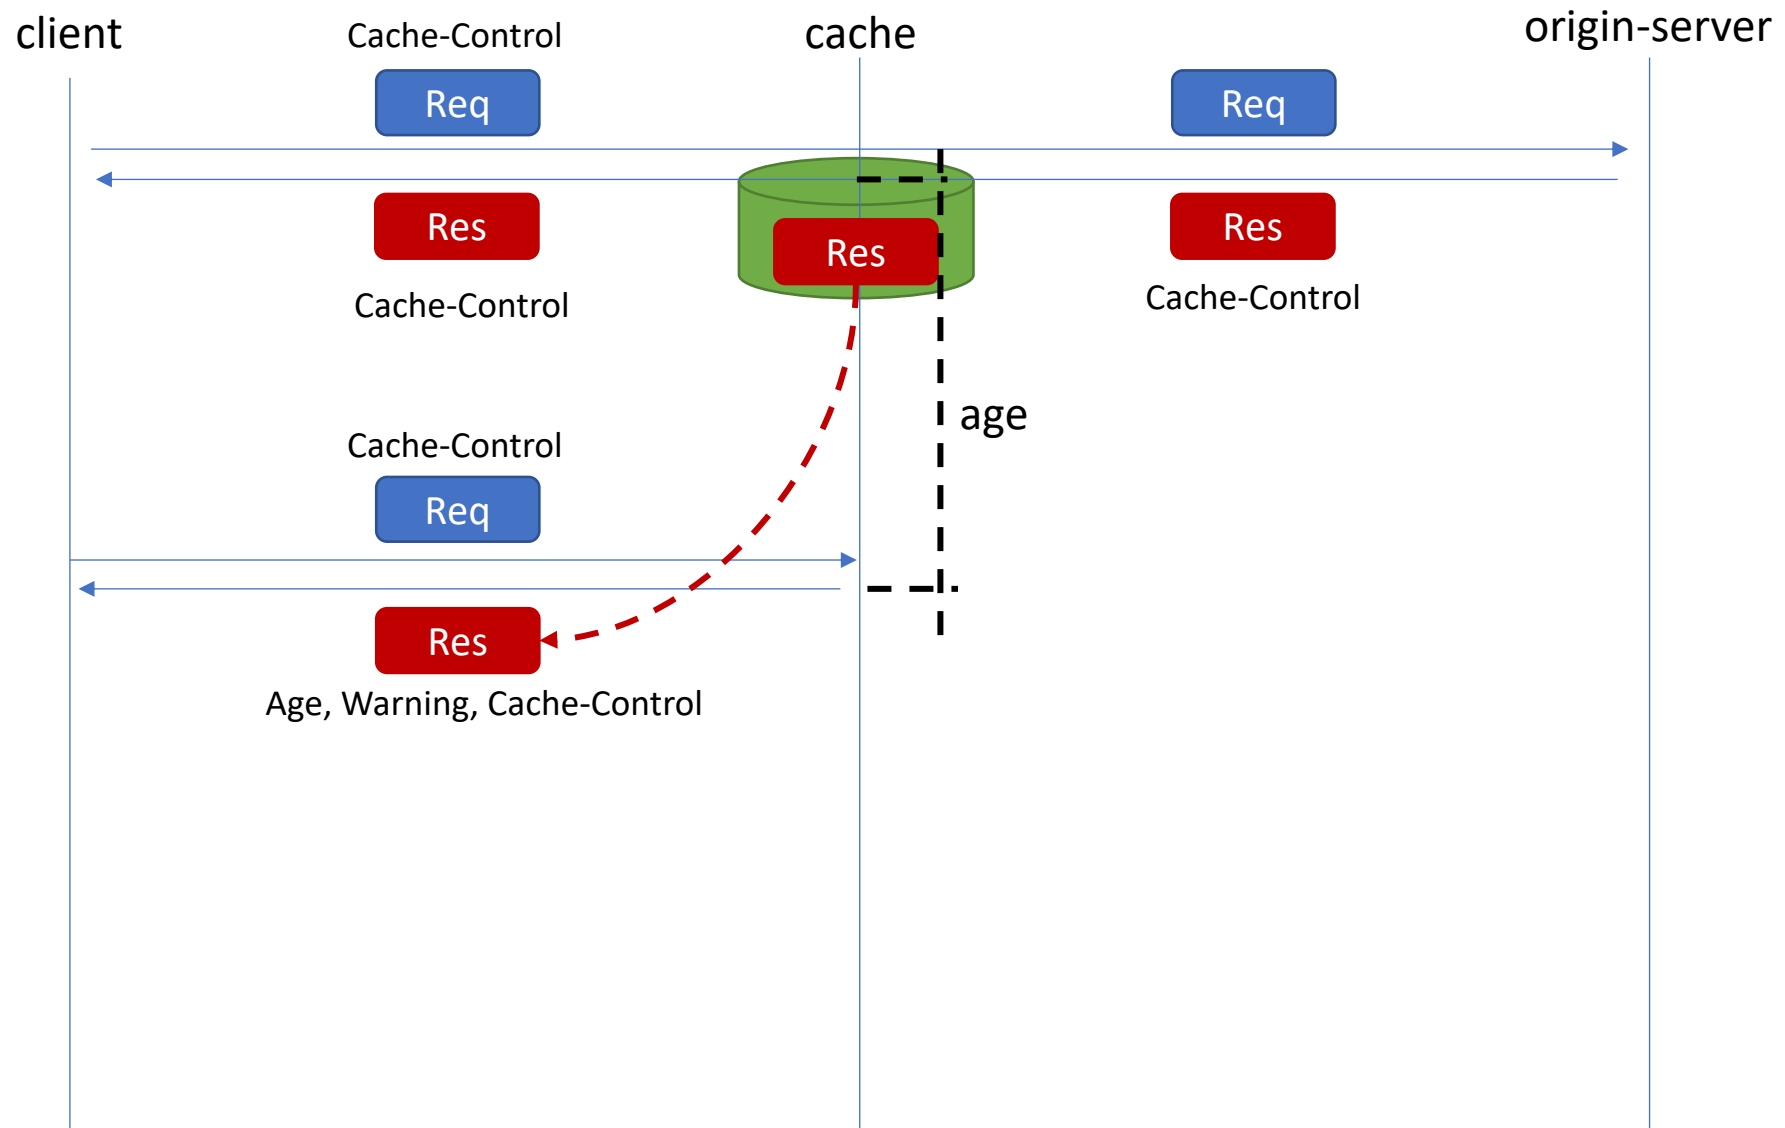 client
Cache-Control
cache
origin-server
Req
Req
Res
Res
Res
Cache-Control
Cache-Control
age
Cache-Control
Req
Res
Age, Warning, Cache-Control